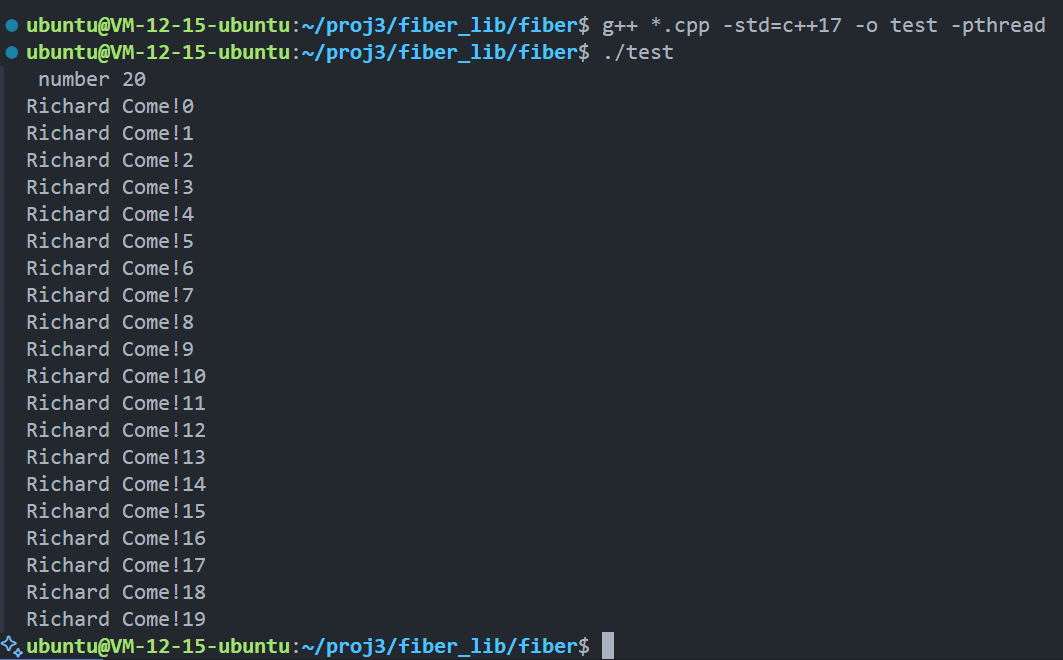 ubuntu@VM-12-15-ubuntu:~/proj3/fiber_lib/fiber$ g++ *.cpp -std=c++17 -o test -pthread
ubuntu@VM-12-15-ubuntu:~/proj3/fiber_lib/fiber$ ./test
 number 20
Richard Come!0
Richard Come!1
Richard Come!2
Richard Come!3
Richard Come!4
Richard Come!5
Richard Come!6
Richard Come!7
Richard Come!8
Richard Come!9
Richard Come!10
Richard Come!11
Richard Come!12
Richard Come!13
Richard Come!14
Richard Come!15
Richard Come!16
Richard Come!17
Richard Come!18
Richard Come!19
ubuntu@VM-12-15-ubuntu:~/proj3/fiber_lib/fiber$